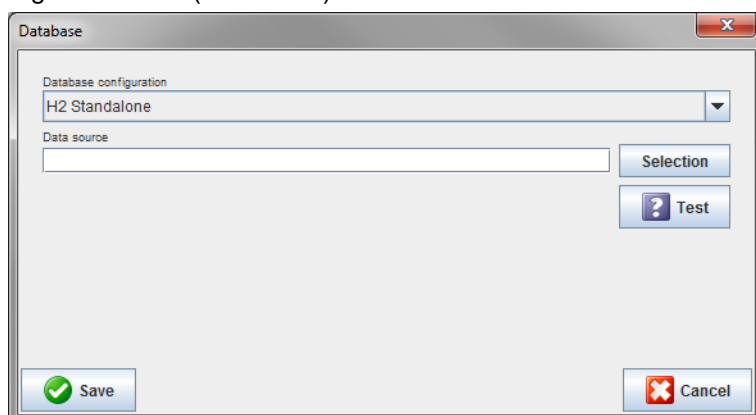 Database
Database configuration
H2 Standalone
Data source
Selection
? Test
Save
Cancel